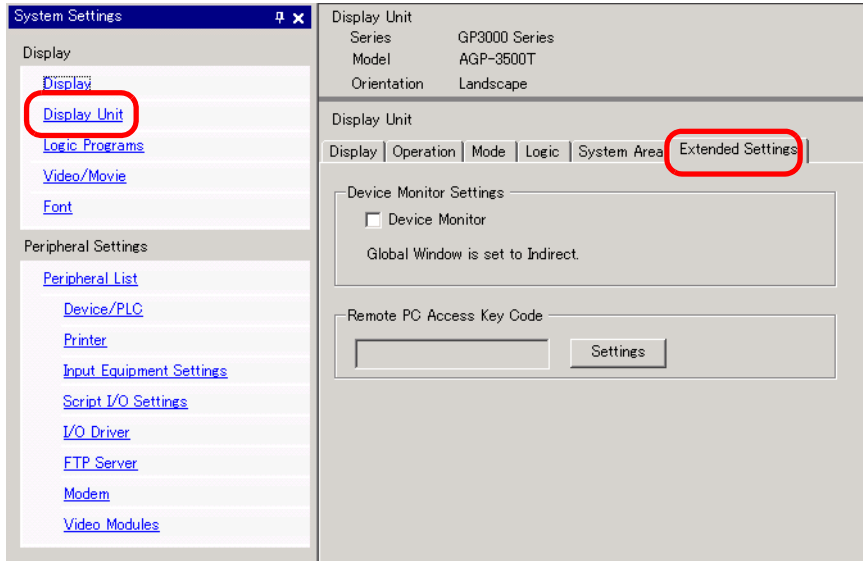 System Settings
Display
Display
Display Unit
Logic Programs
Video/Movie
Font
Peripheral Settings
Peripheral List
Device/PLC
Printer
Input Equipment Settings
Script I/O Settings
I/O Driver
FTP Server
Modem
Video Modules
Display Unit
Series GP3000 Series
Model AGP-3500T
Orientation Landscape
Display Unit
Display Operation Mode Logic System Area Extended Settings
Device Monitor Settings
Device Monitor
Global Window is set to Indirect.
Remote PC Access Key Code
Settings